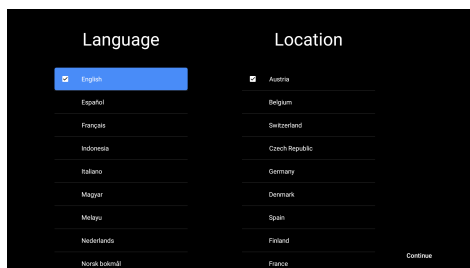 Language
English
Español
Français
Indonesia
Italiano
Magyar
Melayu
Nederlands
Norsk bokmål
Location
Austria
Belgium
Switzerland
Czech Republic
Germany
Denmark
Spain
Finland
France
Continue